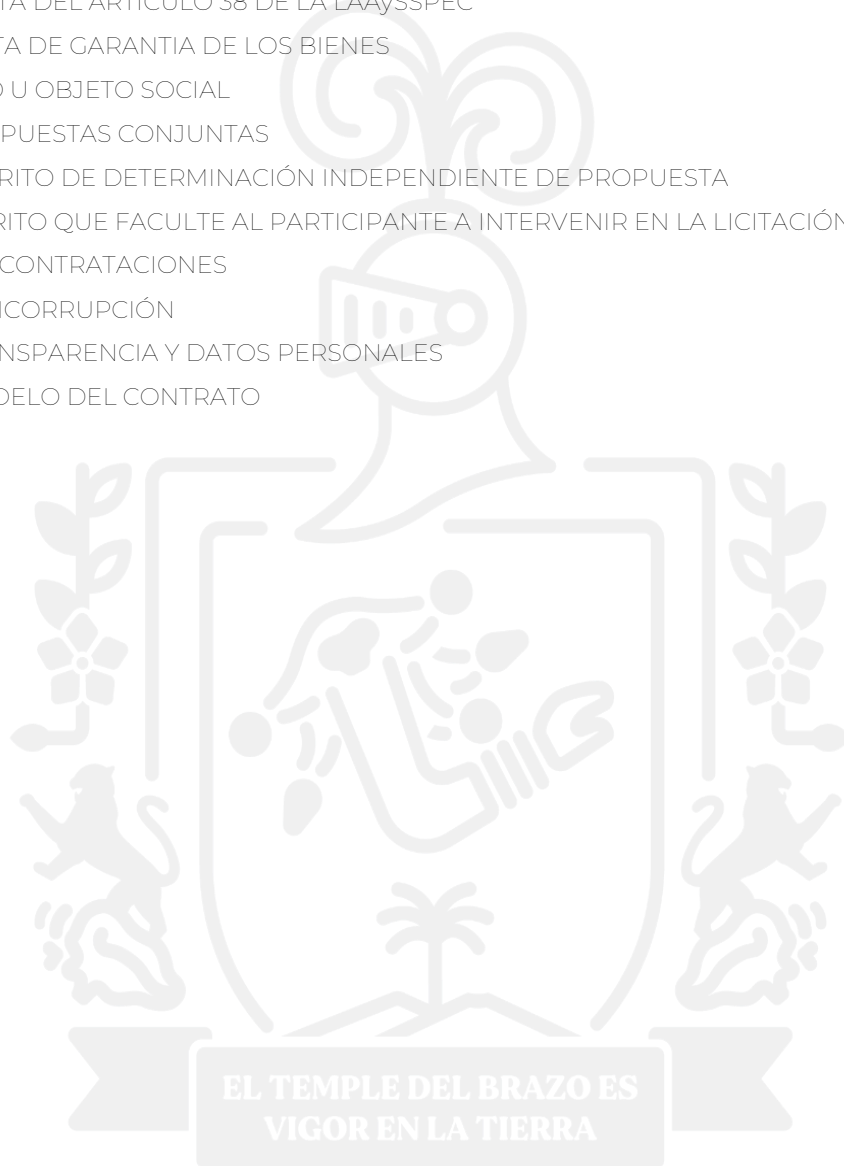 TA DEL ARTÍCULO 38 DE LA LAAySSPEC
TA DE GARANTIA DE LOS BIENES
O U OBJETO SOCIAL
PUESTAS CONJUNTAS
RITO DE DETERMINACIÓN INDEPENDIENTE DE PROPUESTA
RITO QUE FACULTE AL PARTICIPANTE A INTERVENIR EN LA LICITACIÓN
CONTRATACIONES
ICORRUPCIÓN
NSPARENCIA Y DATOS PERSONALES
DELO DEL CONTRATO
EL TEMPLE DEL BRAZO ES
VIGOR EN LA TIERRA